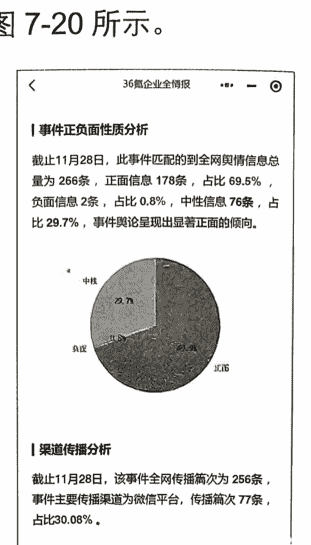 图 7-20 所示。
36氪企业全情报
事件正负面性质分析
截止11月28日，此事件匹配的到全网舆情信息总
量为 266条，正面信息 178条，占比 69.5%，
负面信息 2条，占比 0.8%，中性信息 76条，占
比 29.7%，事件舆论呈现出显著正面的倾向。
中性
29.7%
负面
正面
渠道传播分析
截止11月28日，该事件全网传播篇次为 256条，
事件主要传播渠道为微信平台，传播篇次 77条，
占比30.08%。